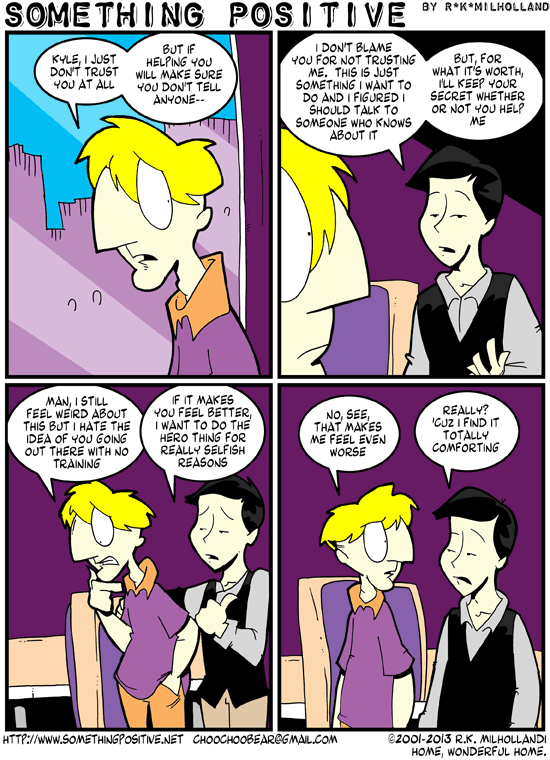 SOMETHING POSITIVE BY R*K*MILHOLLAND
KYLE, I JUST
DON'T TRUST
YOU AT ALL
BUT IF
HELPING YOU
WILL MAKE SURE
YOU DON'T TELL
ANYONE--
I DON'T BLAME
YOU FOR NOT TRUSTING
ME. THIS IS JUST
SOMETHING I WANT TO
DO AND I FIGURED I
SHOULD TALK TO
SOMEONE WHO KNOWS
ABOUT IT
BUT, FOR
WHAT IT'S WORTH,
I'LL KEEP YOUR
SECRET WHETHER
OR NOT YOU HELP
ME
MAN, I STILL
FEEL WEIRD ABOUT
THIS BUT I HATE THE
IDEA OF YOU GOING
OUT THERE WITH NO
TRAINING
IF IT MAKES
YOU FEEL BETTER,
I WANT TO DO THE
HERO THING FOR
REALLY SELFISH
REASONS
NO, SEE,
THAT MAKES
ME FEEL EVEN
WORSE
REALLY?
'CUZ I FIND IT
TOTALLY
COMFORTING
HTTP://WWW.SOMETHINGPOSITIVE.NET CHOOCHOOBEAR@GMAIL.COM ©2001-2013 R.K. MILHOLLANDI
HOME, WONDERFUL HOME.